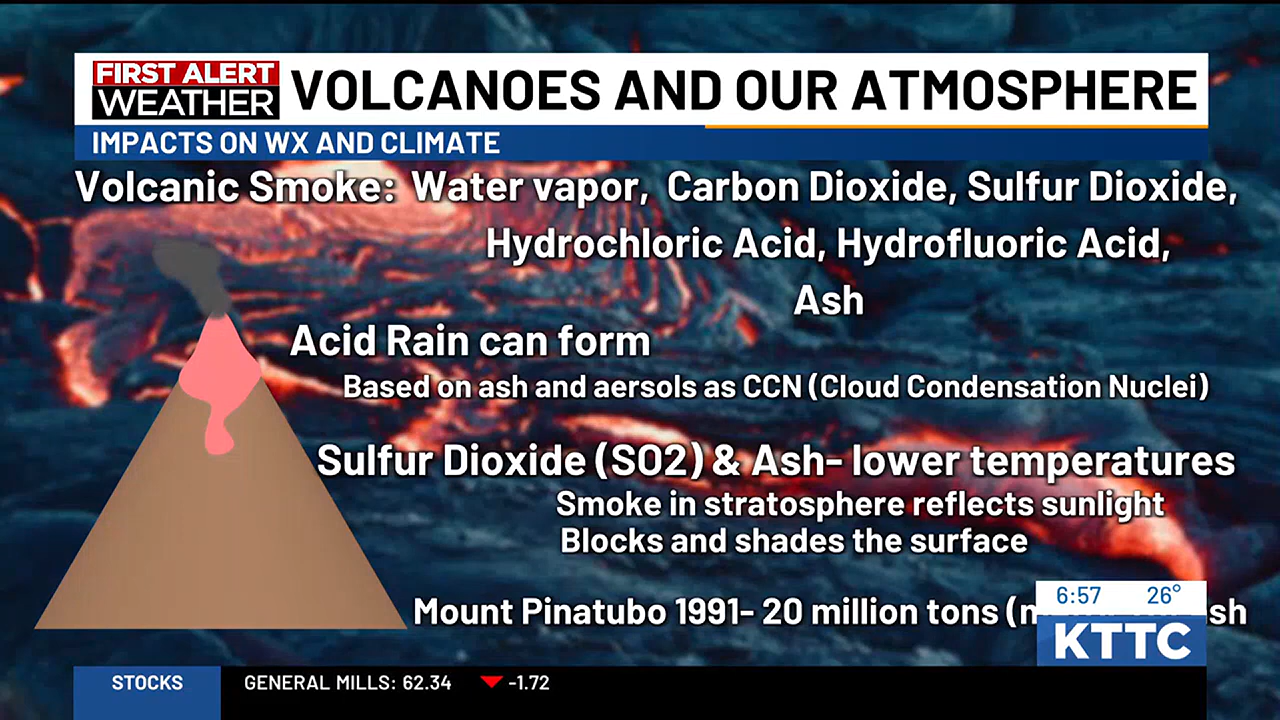 FIRST ALERT
WEATHER
VOLCANOES AND OUR ATMOSPHERE
IMPACTS ON WX AND CLIMATE
Volcanic Smoke: Water vapor, Carbon Dioxide, Sulfur Dioxide,
Hydrochloric Acid, Hydrofluoric Acid,
Ash
Acid Rain can form
Based on ash and aersols as CCN (Cloud Condensation Nuclei)
Sulfur Dioxide (SO2) & Ash- lower temperatures
Smoke in stratosphere reflects sunlight
Blocks and shades the surface
Mount Pinatubo 1991- 20 million tons
6:57 26°
KTTC
STOCKS GENERAL MILLS: 62.34 -1.72